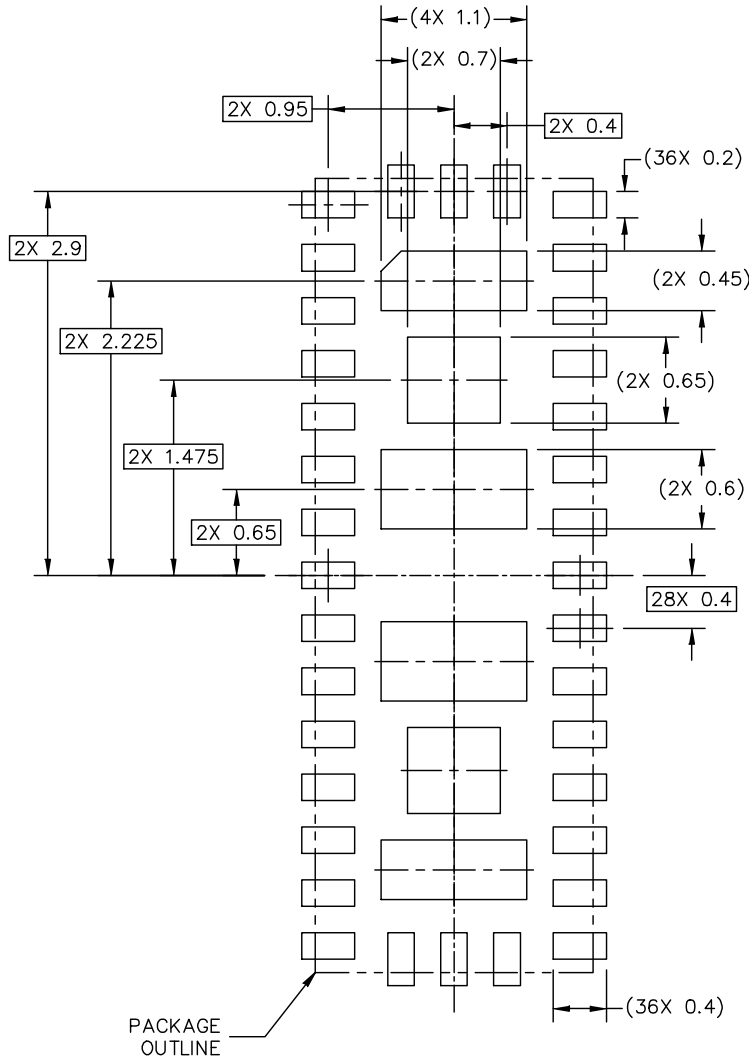 (4X 1.1)
(2X 0.7)
2X 0.95
2X 0.4
(36X 0.2)
2X 2.9
(2X 0.45)
2X 2.225
(2X 0.65)
2X 1.475
(2X 0.6)
2X 0.65
28X 0.4
(36X 0.4)
PACKAGE
OUTLINE